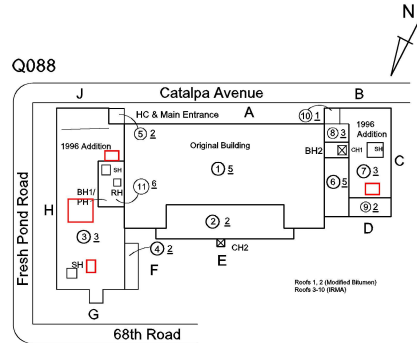 N
Q088
J Catalpa Avenue B
HC & Main Entrance A 10 1
5 2
1996 Addition
Original Building
8 3
1996
Addition
BH2
CH1 SH
C
SH
RH
BH1/
PH
11 6
1 5
6 5
7 3
H
Fresh Pond Road
2 2
9 2
D
3 3
4 2
F
E
CH2
SH
G
Roofs 1, 2 (Modified Bitumen)
Roofs 3-10 (IRMA)
68th Road